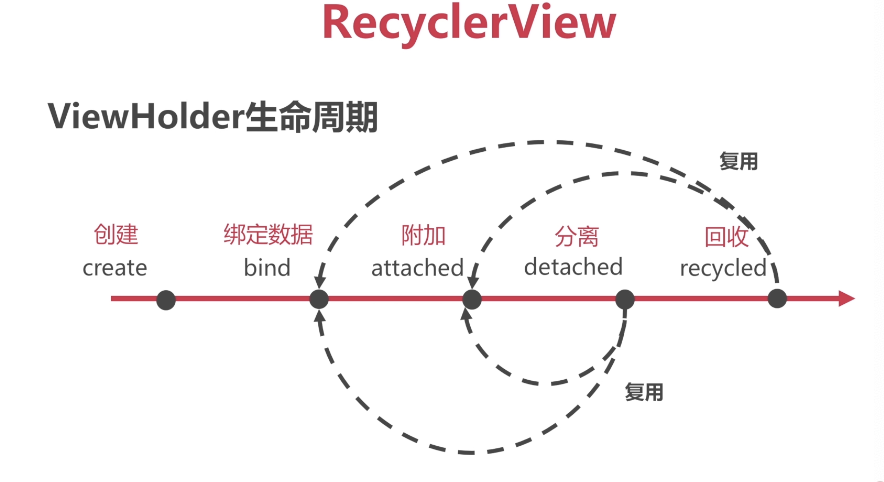 RecyclerView
ViewHolder生命周期
复用
创建 绑定数据 附加 分离 回收
create bind attached detached recycled
复用